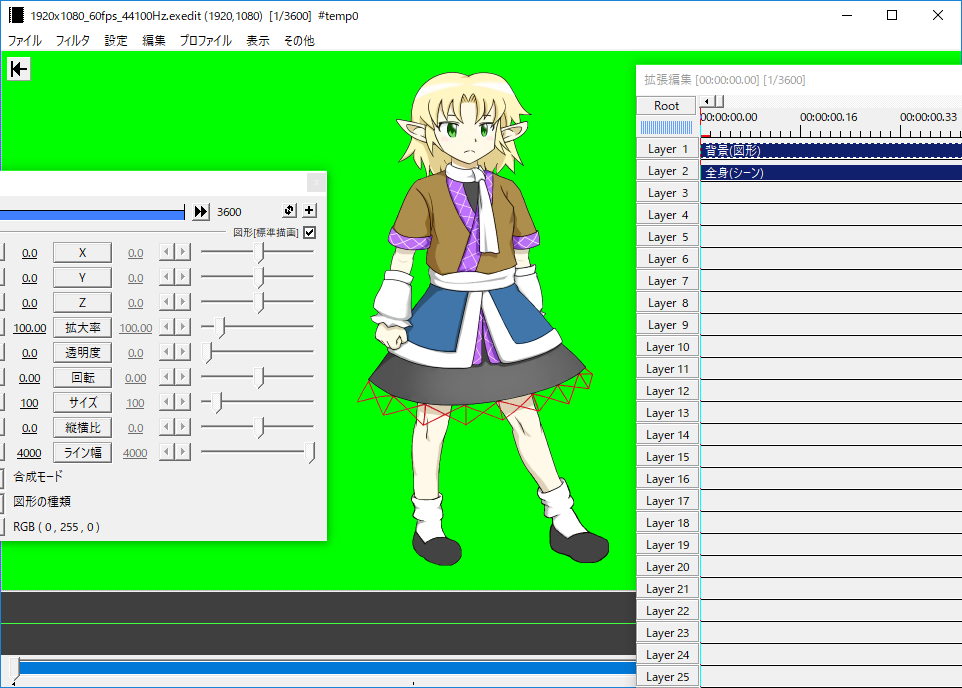 1920x1080_60fps_44100Hz.exedit (1920,1080) [1/3600] #temp0
ファイル フィルタ 設定 編集 プロファイル 表示 その他
拡張編集 [00:00:00.00] [1/3600]
Root
00:00:00.00 00:00:00.16 00:00:00.33
Layer 1 背景(図形)
Layer 2 全身(シーン)
Layer 3
Layer 4
Layer 5
Layer 6
Layer 7
Layer 8
Layer 9
Layer 10
Layer 11
Layer 12
Layer 13
Layer 14
Layer 15
Layer 16
Layer 17
Layer 18
Layer 19
Layer 20
Layer 21
Layer 22
Layer 23
Layer 24
Layer 25
3600
図形[標準描画]
0.0 X 0.0
0.0 Y 0.0
0.0 Z 0.0
100.00 拡大率 100.00
0.0 透明度 0.0
0.00 回転 0.00
100 サイズ 100
0.0 縦横比 0.0
4000 ライン幅 4000
合成モード
図形の種類
RGB ( 0 , 255 , 0 )